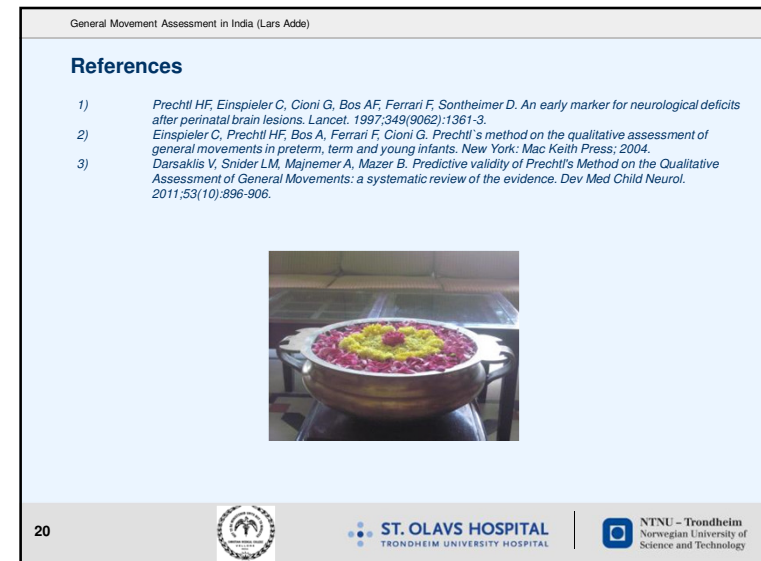 General Movement Assessment in India (Lars Adde)
References
1) Prechtl HF, Einspieler C, Cioni G, Bos AF, Ferrari F, Sontheimer D. An early marker for neurological deficits
after perinatal brain lesions. Lancet. 1997;349(9062):1361-3.
2) Einspieler C, Prechtl HF, Bos A, Ferrari F, Cioni G. Prechtl`s method on the qualitative assessment of
general movements in preterm, term and young infants. New York: Mac Keith Press; 2004.
3) Darsaklis V, Snider LM, Majnemer A, Mazer B. Predictive validity of Prechtl's Method on the Qualitative
Assessment of General Movements: a systematic review of the evidence. Dev Med Child Neurol.
2011;53(10):896-906.
20
ST. OLAVS HOSPITAL
TRONDHEIM UNIVERSITY HOSPITAL
NTNU – Trondheim
Norwegian University of
Science and Technology